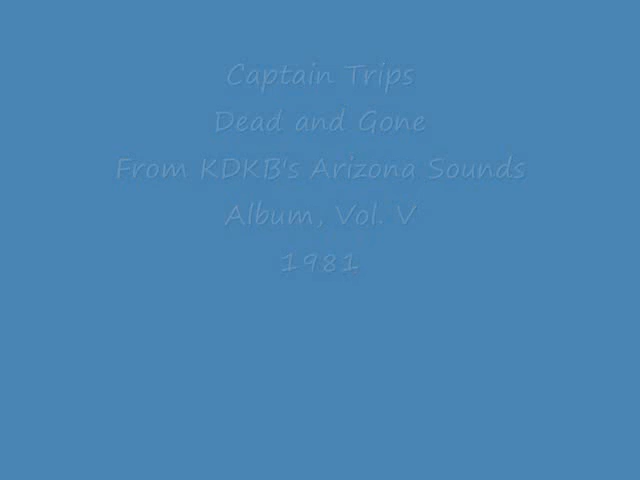 Captain Trips
Dead and Gone
From KDKB's Arizona Sounds
Album, Vol. V
1981